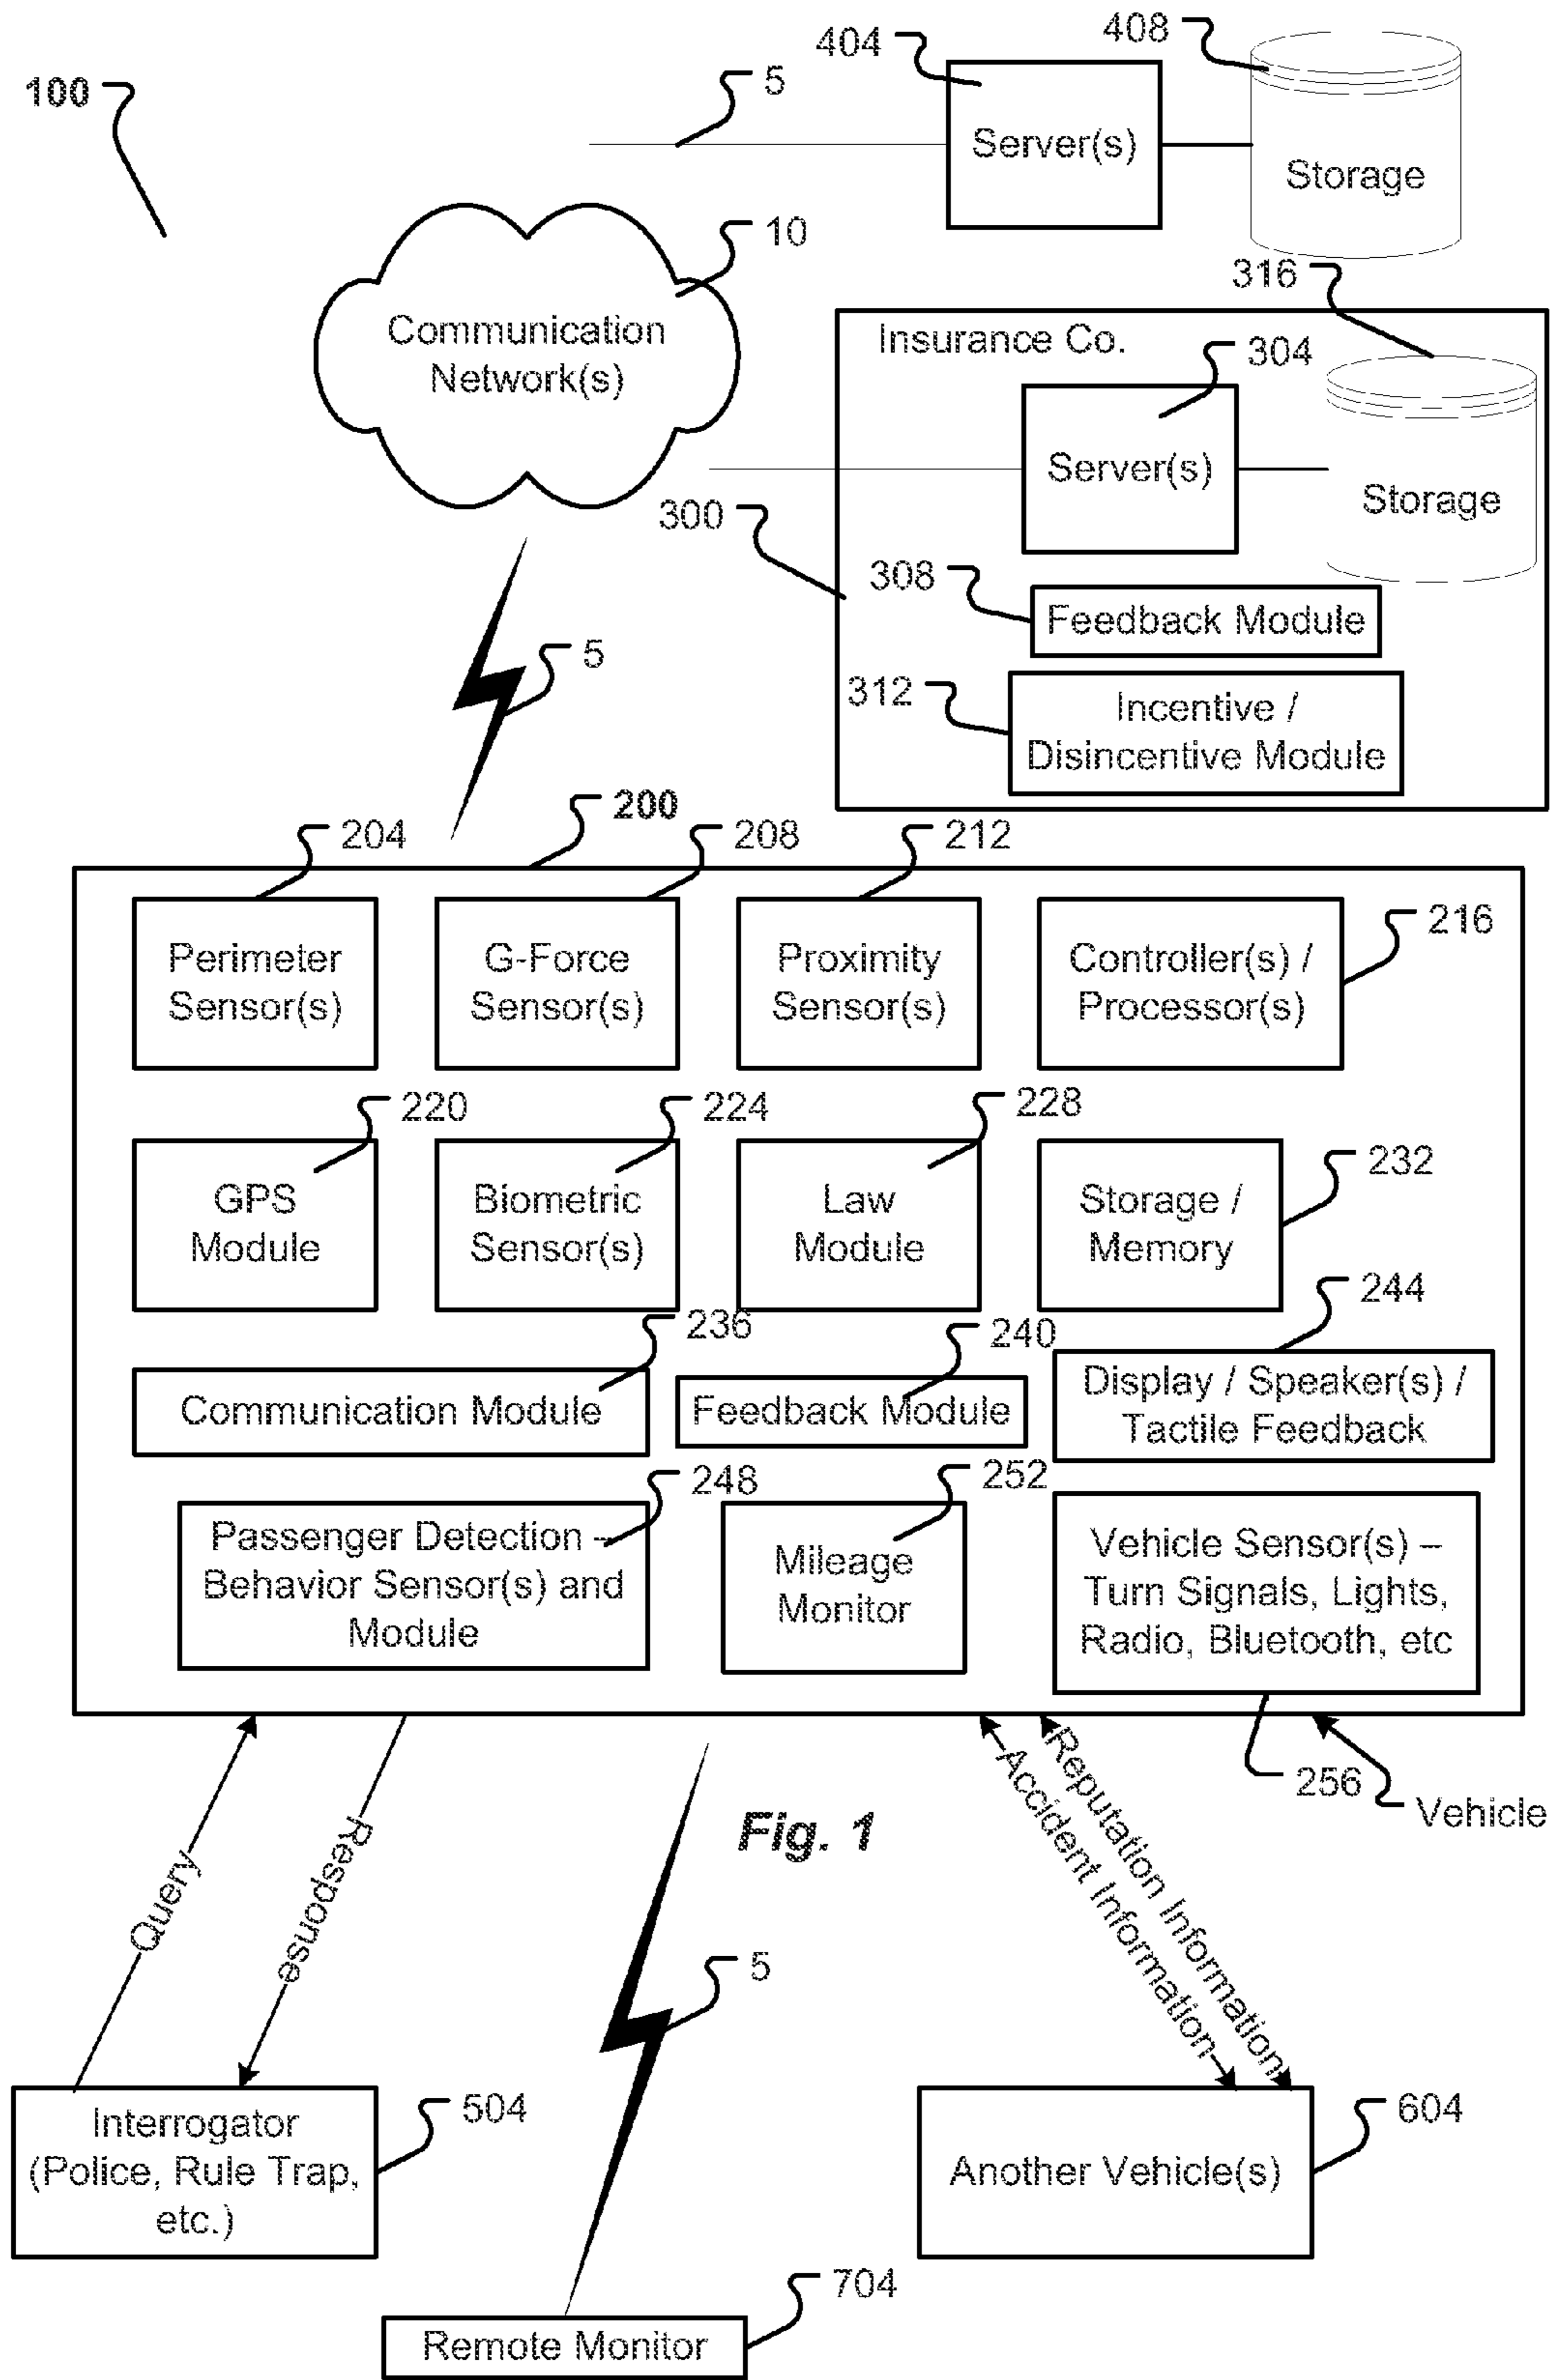 100
5
404
Server(s)
408
Storage
10
Communication
Network(s)
316
Insurance Co.
304
Server(s)
Storage
300
308
Feedback Module
312
Incentive /
Disincentive Module
5
200
204
Perimeter
Sensor(s)
208
G-Force
Sensor(s)
212
Proximity
Sensor(s)
216
Controller(s) /
Processor(s)
220
GPS
Module
224
Biometric
Sensor(s)
228
Law
Module
232
Storage /
Memory
236
Communication Module
240
Feedback Module
244
Display / Speaker(s) /
Tactile Feedback
248
Passenger Detection –
Behavior Sensor(s) and
Module
252
Mileage
Monitor
Vehicle Sensor(s) –
Turn Signals, Lights,
Radio, Bluetooth, etc
256
Vehicle
Query
Response
Fig. 1
Accident Information
Reputation Information
5
504
Interrogator
(Police, Rule Trap,
etc.)
604
Another Vehicle(s)
704
Remote Monitor